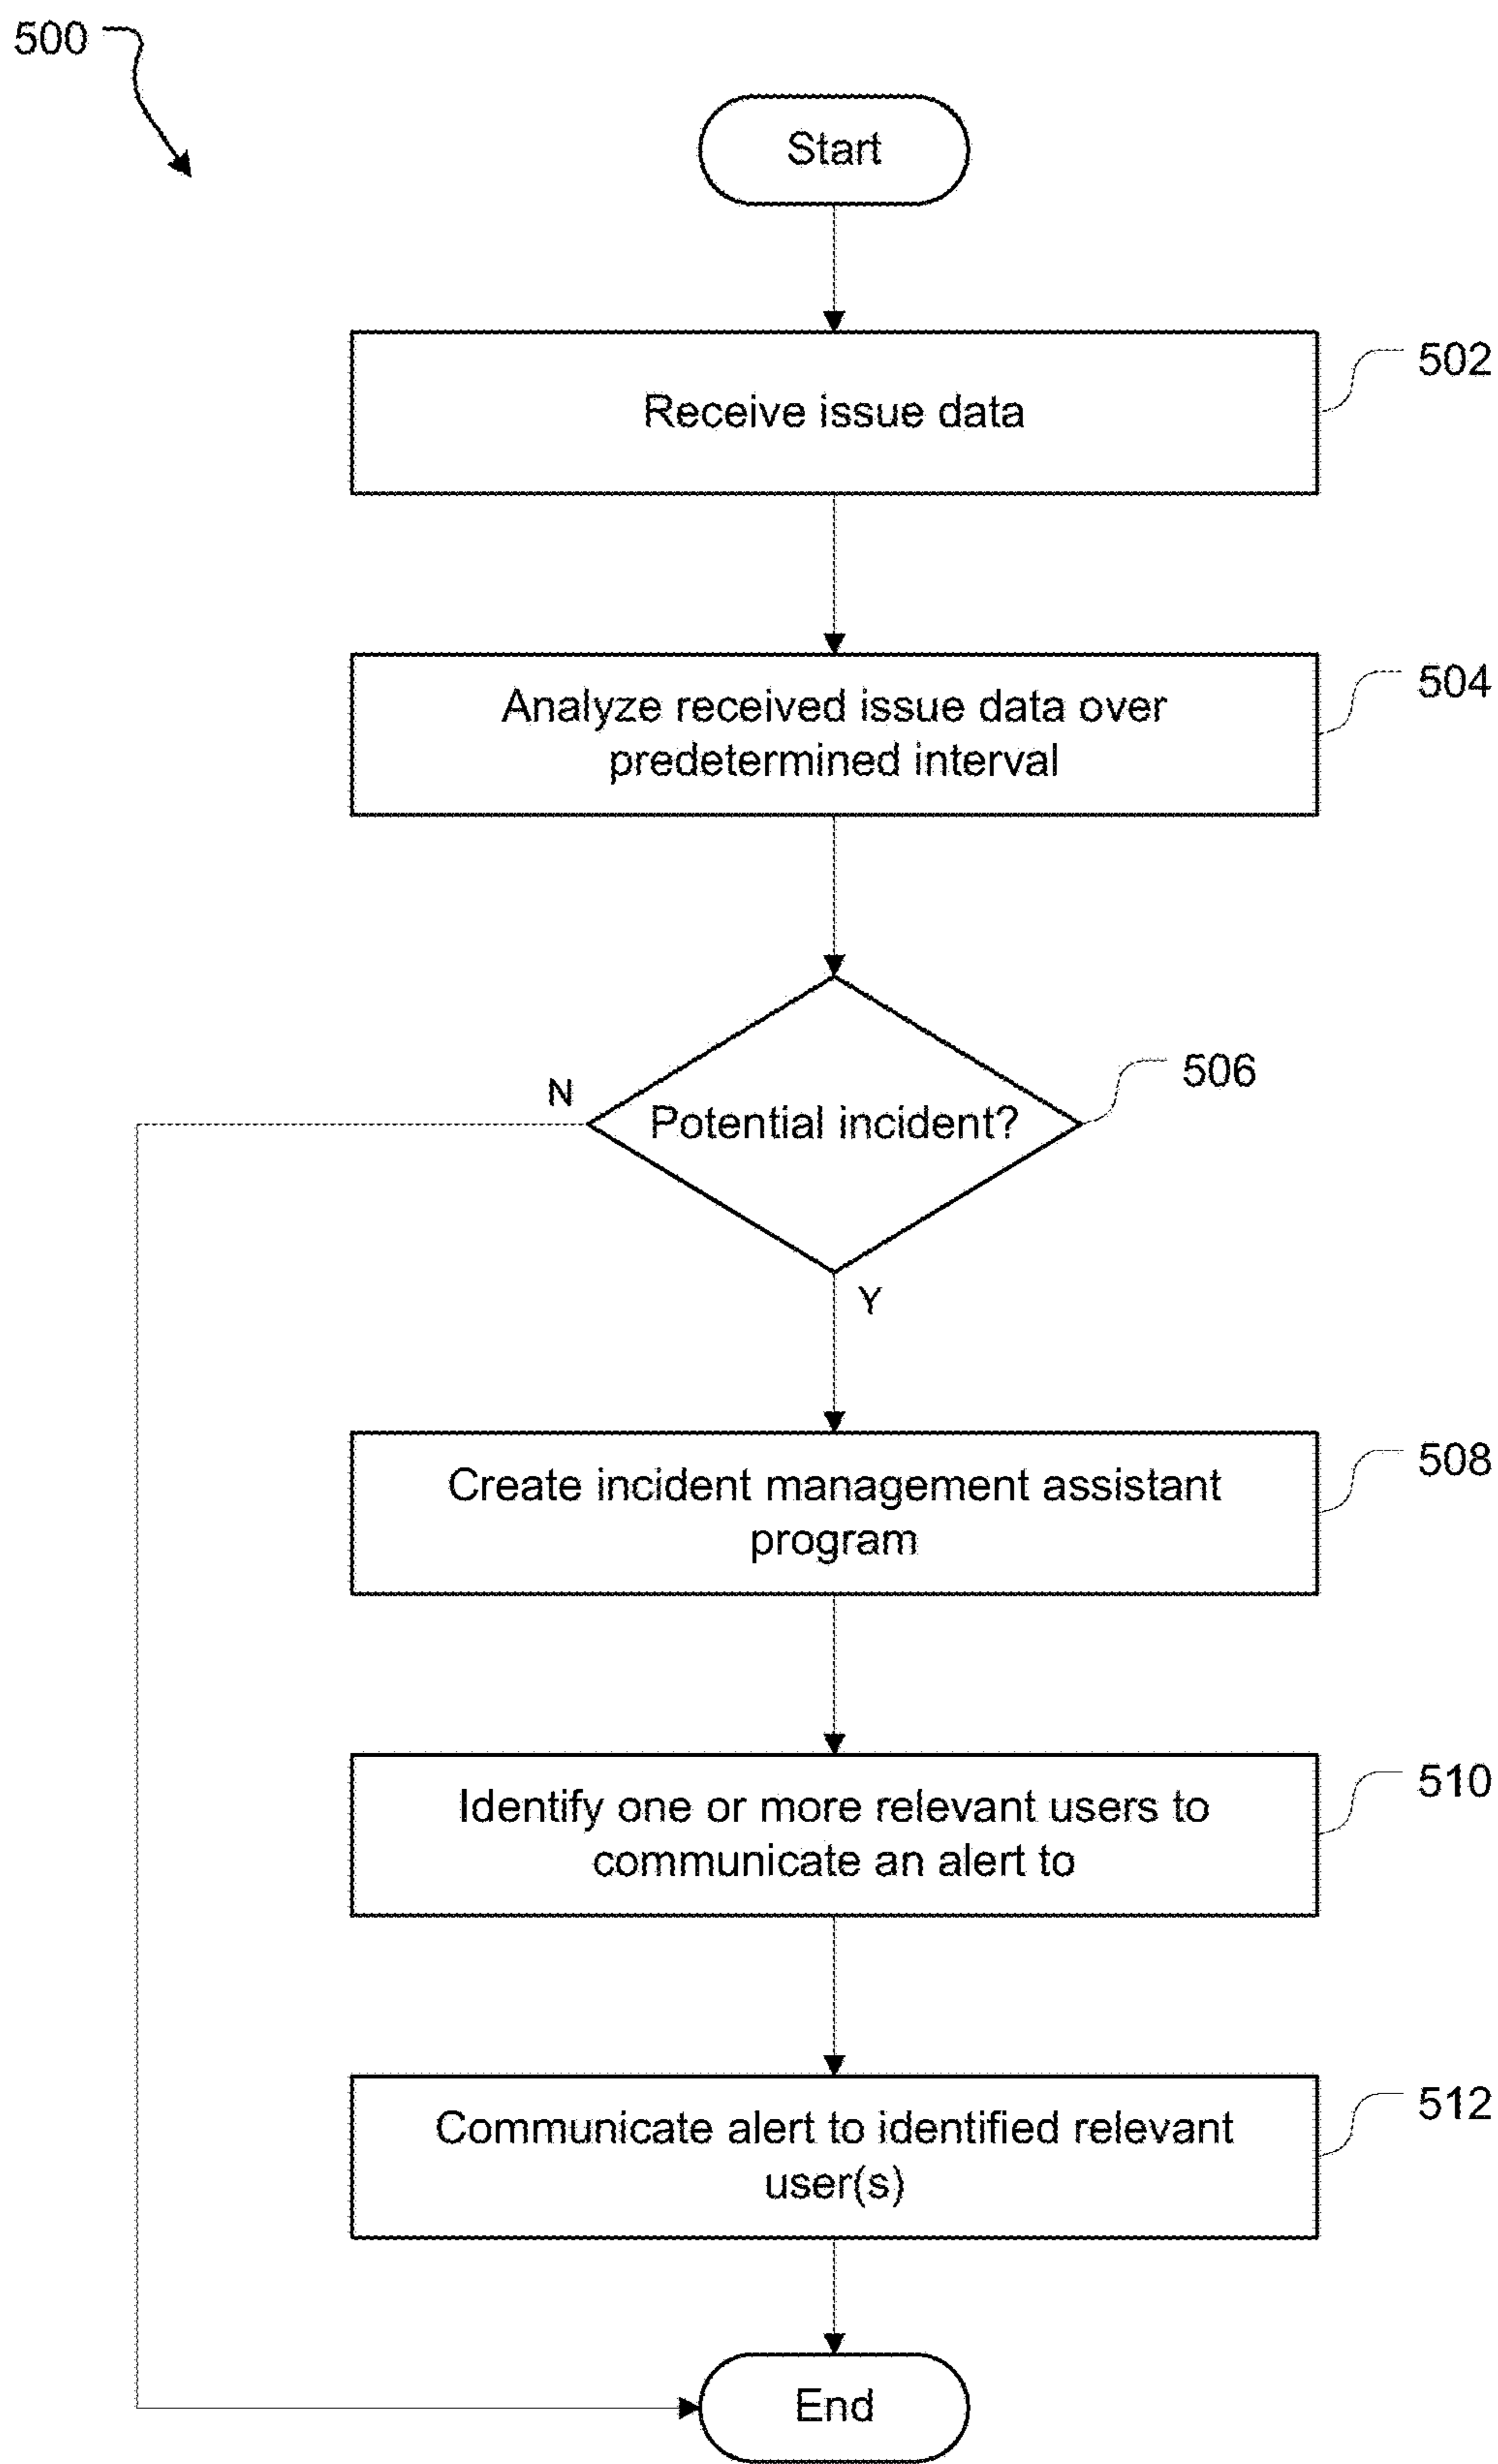 500
Start
Receive issue data
502
Analyze received issue data over
predetermined interval
504
Potential incident?
506
N
Y
Create incident management assistant
program
508
Identify one or more relevant users to
communicate an alert to
510
Communicate alert to identified relevant
user(s)
512
End